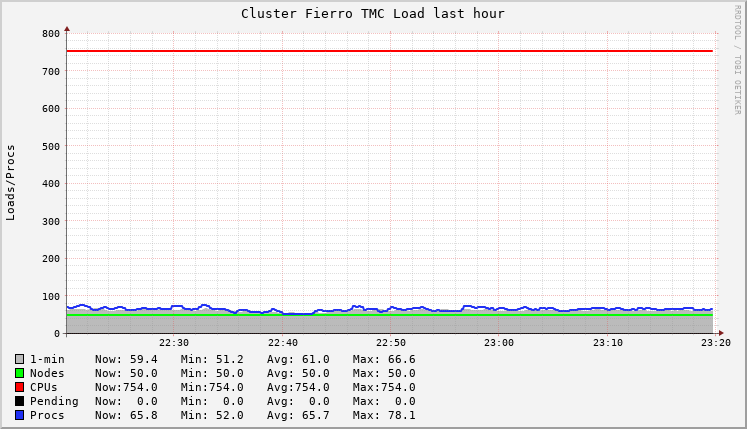 Cluster Fierro TMC Load last hour
RRDTOOL / TOBI OETIKER
Loads/Procs
800
700
600
500
400
300
200
100
0
22:30 22:40 22:50 23:00 23:10 23:20
1-min Now: 59.4 Min: 51.2 Avg: 61.0 Max: 66.6
Nodes Now: 50.0 Min: 50.0 Avg: 50.0 Max: 50.0
CPUs Now:754.0 Min:754.0 Avg:754.0 Max:754.0
Pending Now: 0.0 Min: 0.0 Avg: 0.0 Max: 0.0
Procs Now: 65.8 Min: 52.0 Avg: 65.7 Max: 78.1